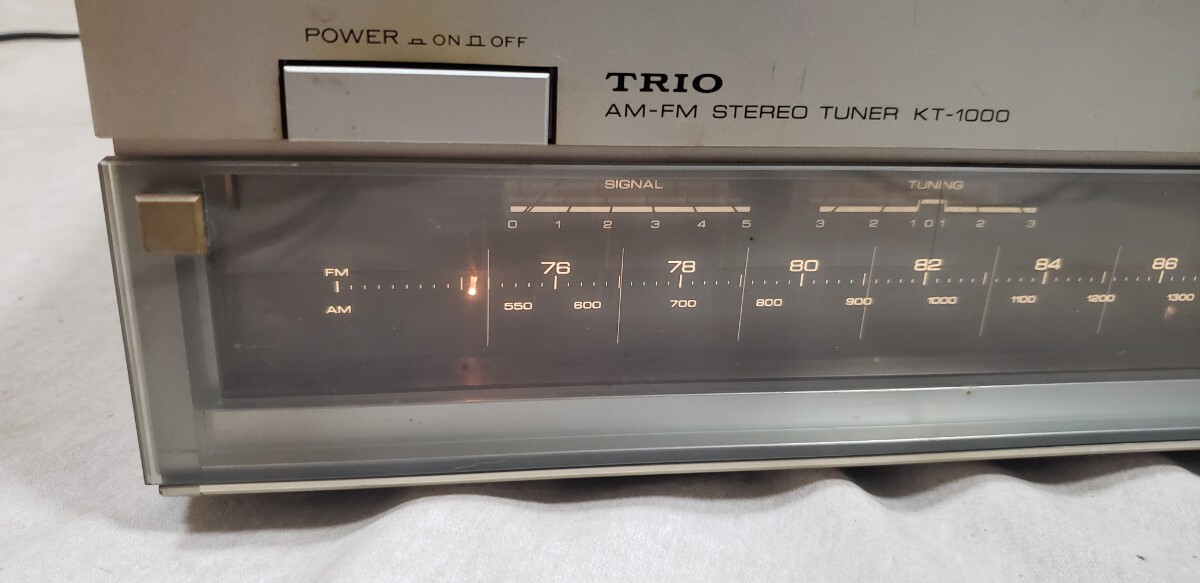 POWER ON OFF
TRIO
AM-FM STEREO TUNER KT-1000
SIGNAL TUNING
0 1 2 3 4 5 3 2 1 0 1 2 3
FM 76 78 80 82 84 86
AM 550 600 700 800 900 1000 1100 1200 1300